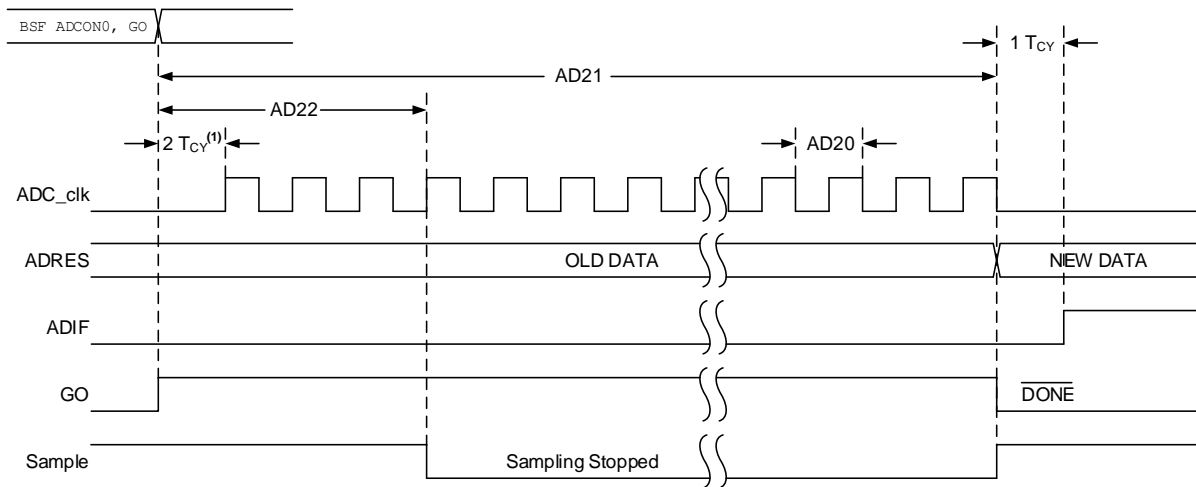 BSF ADCON0, GO
1 TCY
AD21
AD22
2 TCY(1)
AD20
ADC_clk
ADRES
OLD DATA
NEW DATA
ADIF
GO
DONE
Sample
Sampling Stopped